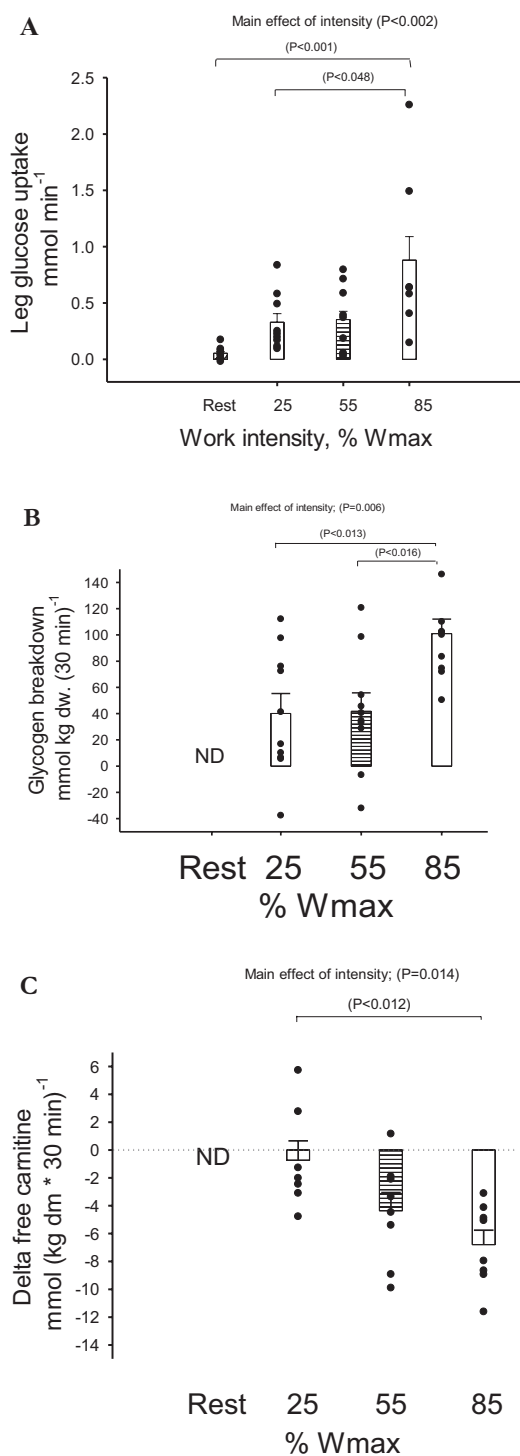 A
Main effect of intensity (P<0.002)
(P<0.001)
(P<0.048)
2.5
2.0
1.5
1.0
0.5
0.0
Leg glucose uptake
mmol min⁻¹
Rest 25 55 85
Work intensity, % Wmax
B
Main effect of intensity; (P=0.006)
(P<0.013)
(P<0.016)
140
120
100
80
60
40
20
0
-20
-40
Glycogen breakdown
mmol kg dw. (30 min)⁻¹
ND
Rest 25 55 85
% Wmax
C
Main effect of intensity; (P=0.014)
(P<0.012)
6
4
2
0
-2
-4
-6
-8
-10
-12
-14
Delta free carnitine
mmol (kg dm * 30 min)⁻¹
ND
Rest 25 55 85
% Wmax